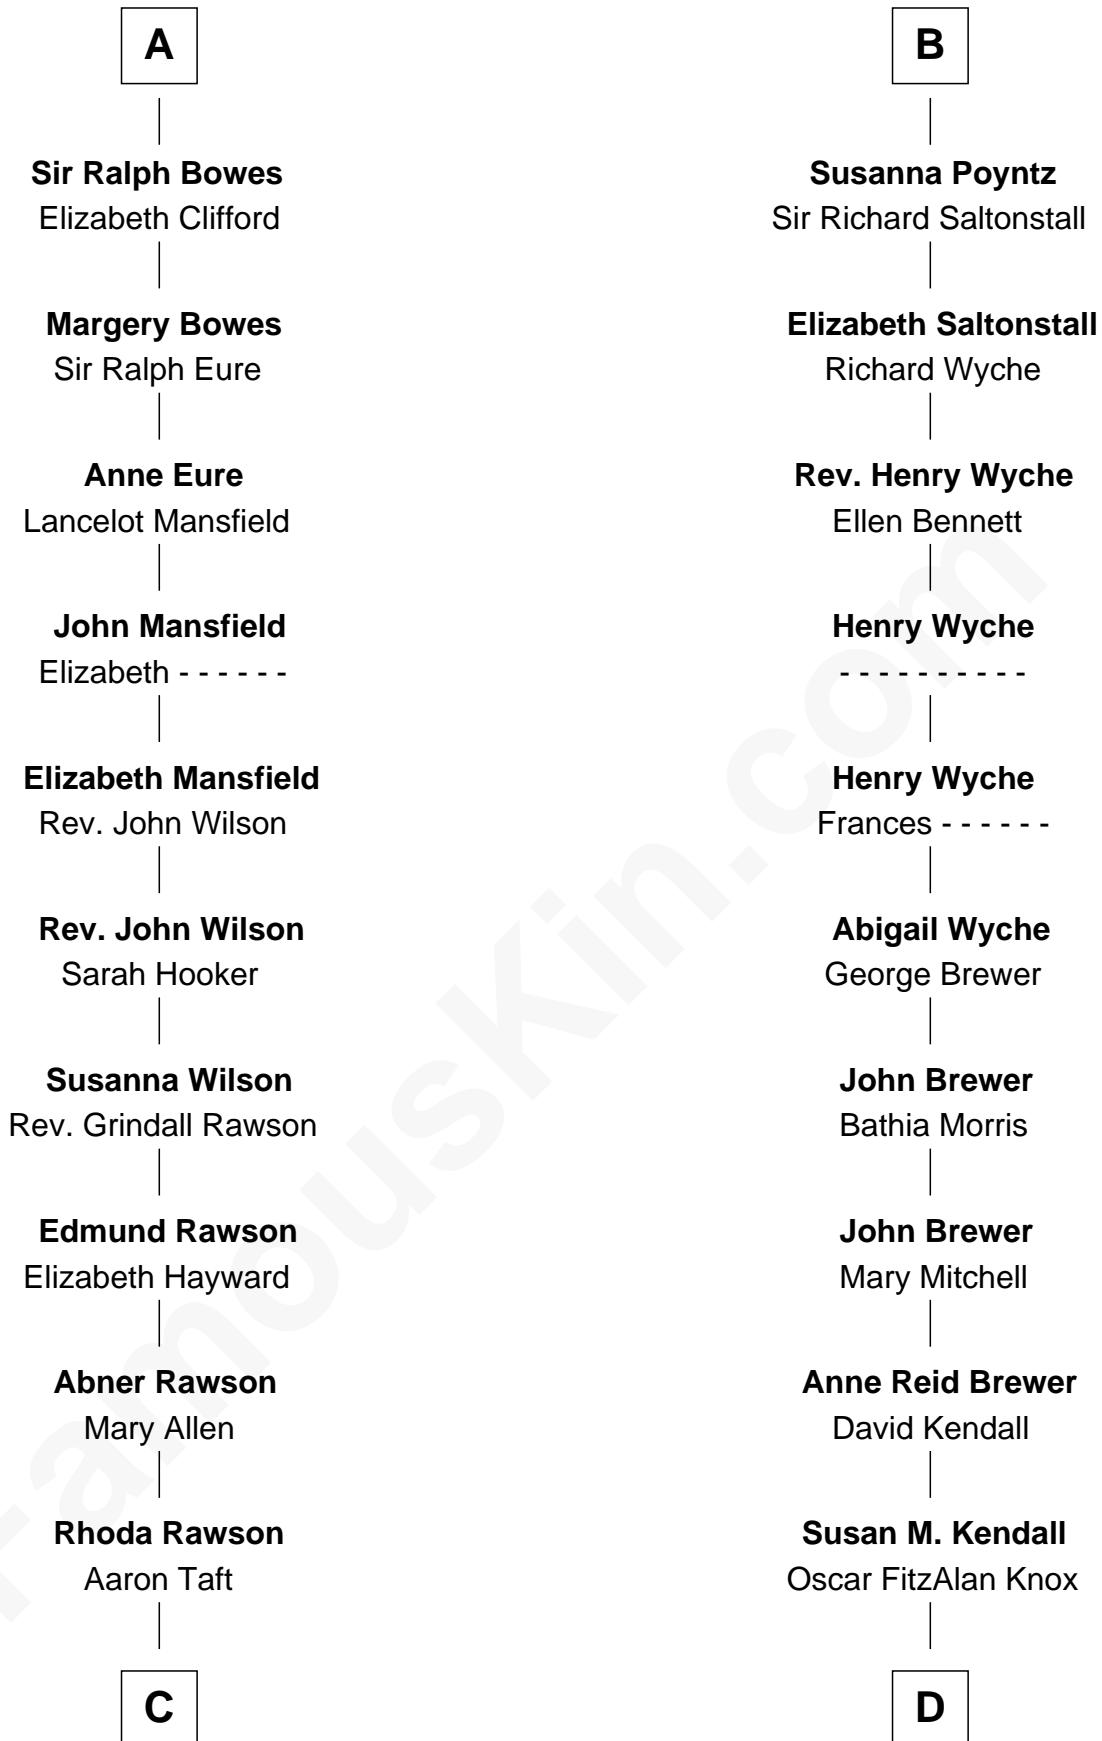 A
Sir Ralph Bowes
Elizabeth Clifford
Margery Bowes
Sir Ralph Eure
Anne Eure
Lancelot Mansfield
John Mansfield
Elizabeth - - - - - -
Elizabeth Mansfield
Rev. John Wilson
Rev. John Wilson
Sarah Hooker
Susanna Wilson
Rev. Grindall Rawson
Edmund Rawson
Elizabeth Hayward
Abner Rawson
Mary Allen
Rhoda Rawson
Aaron Taft
C
B
Susanna Poyntz
Sir Richard Saltonstall
Elizabeth Saltonstall
Richard Wyche
Rev. Henry Wyche
Ellen Bennett
Henry Wyche
- - - - - - - - - -
Henry Wyche
Frances - - - - - -
Abigail Wyche
George Brewer
John Brewer
Bathia Morris
John Brewer
Mary Mitchell
Anne Reid Brewer
David Kendall
Susan M. Kendall
Oscar FitzAlan Knox
D
FamousKin.com